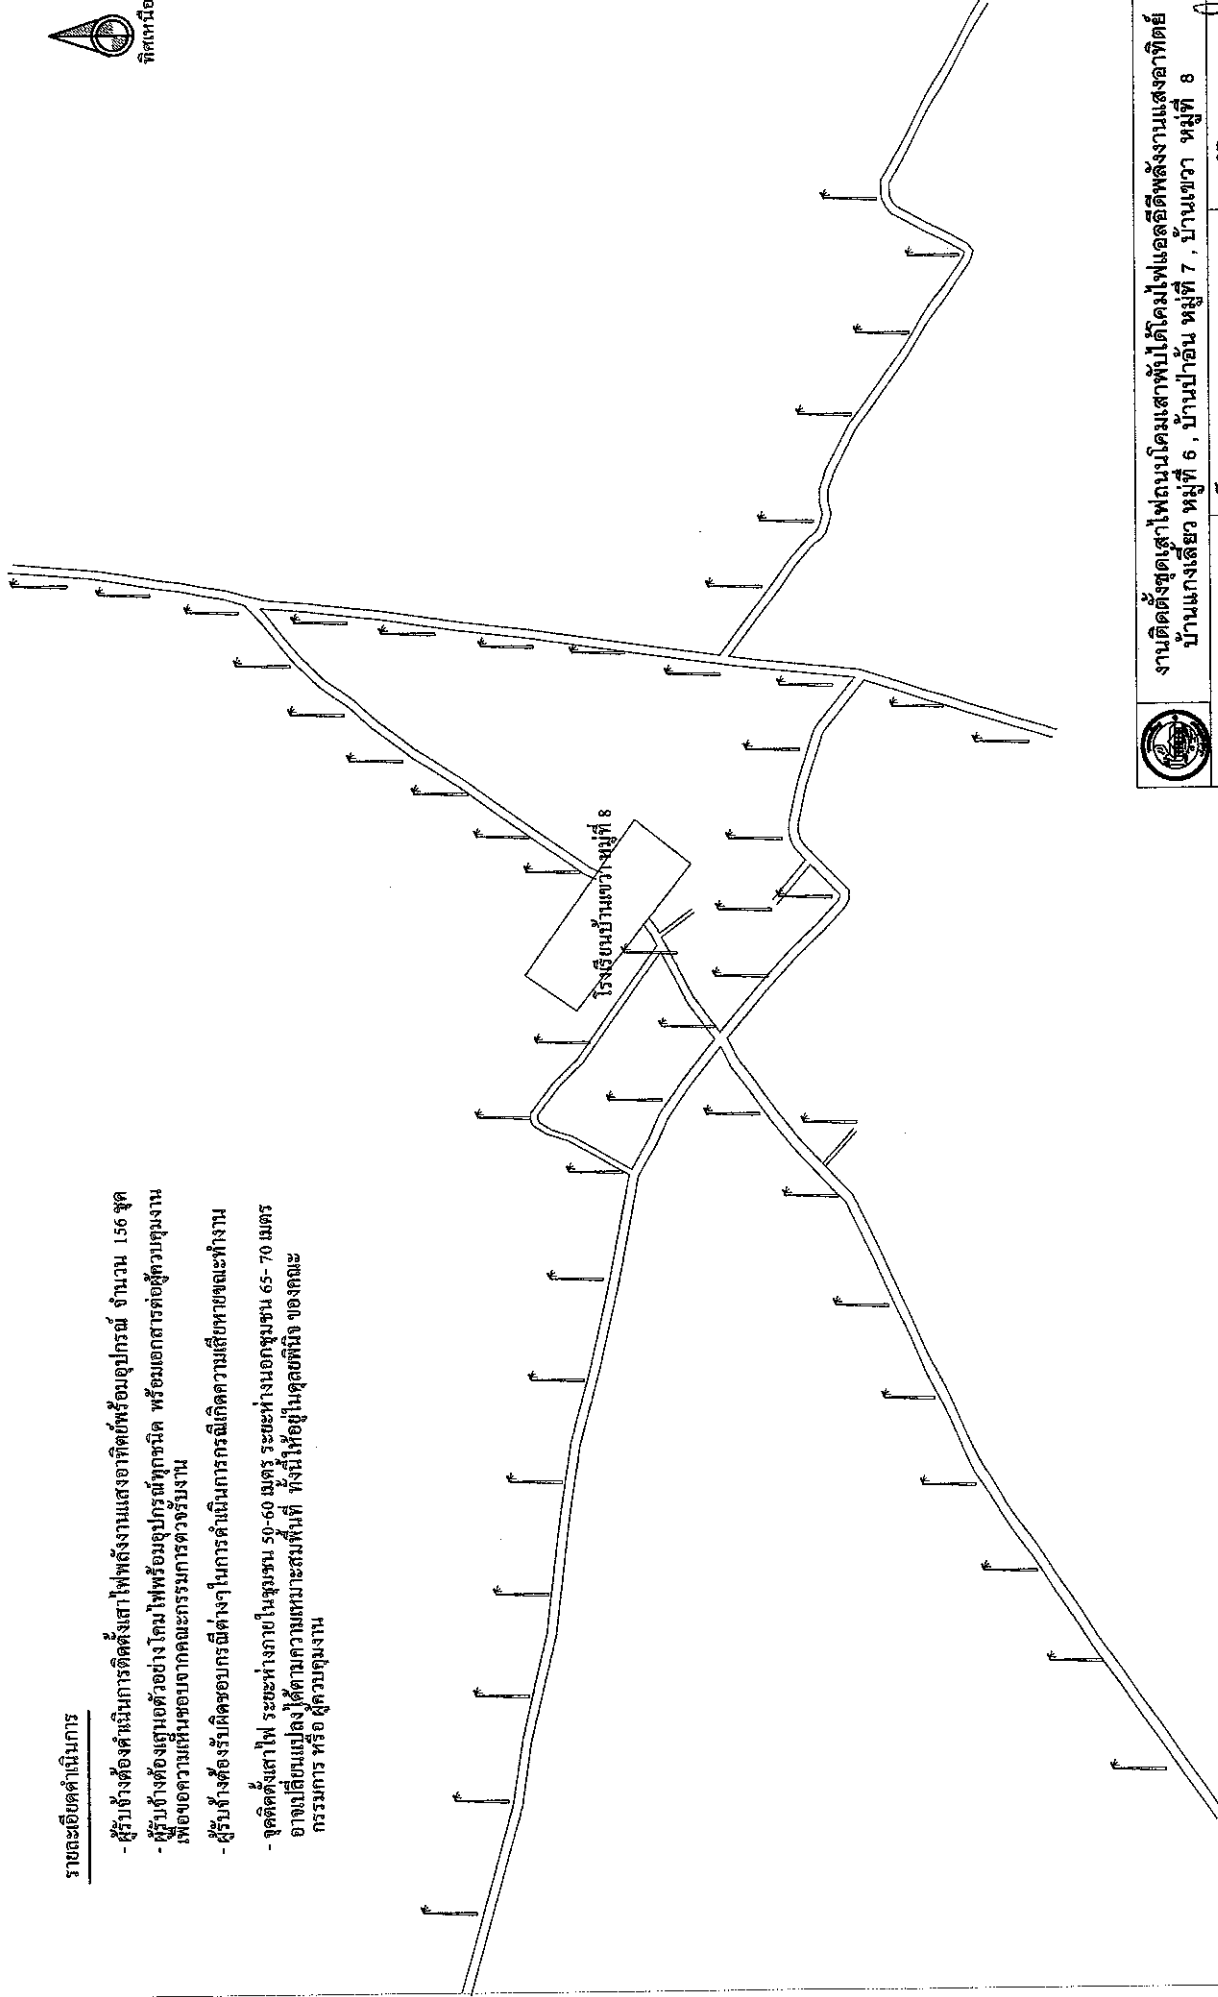 ทิศเหนือ
รายละเอียดดำเนินการ
- ผู้รับจ้างต้องดำเนินการติดตั้งเสาไฟพลังงานแสงอาทิตย์พร้อมอุปกรณ์ จำนวน 156 ชุด
- ผู้รับจ้างต้องเสนอตัวอย่างโคมไฟพร้อมอุปกรณ์ทุกชนิด พร้อมเอกสารต่อผู้ควบคุมงาน
เพื่อขอความเห็นชอบจากคณะกรรมการตรวจรับงาน
- ผู้รับจ้างต้องรับผิดชอบกรณีต่างๆในการดำเนินการกรณีเกิดความเสียหายขณะทำงาน
- จุดติดตั้งเสาไฟ ระยะห่างภายในชุมชน 50-60 เมตร ระยะห่างนอกชุมชน 65- 70 เมตร
อาจเปลี่ยนแปลงได้ตามความเหมาะสมพื้นที่ ทั้งนี้ให้อยู่ในดุลยพินิจ ของคณะ
กรรมการ หรือ ผู้ควบคุมงาน
โรงเรียนบ้านเขวา หมู่ที่ 8
งานติดตั้งชุดเสาไฟถนนโคมเสาพับได้โคมไฟแอลอีดีพลังงานแสงอาทิตย์
บ้านแกงเลี้ยว หมู่ที่ 6 , บ้านป่าอ้น หมู่ที่ 7 , บ้านเขวา หมู่ที่ 8